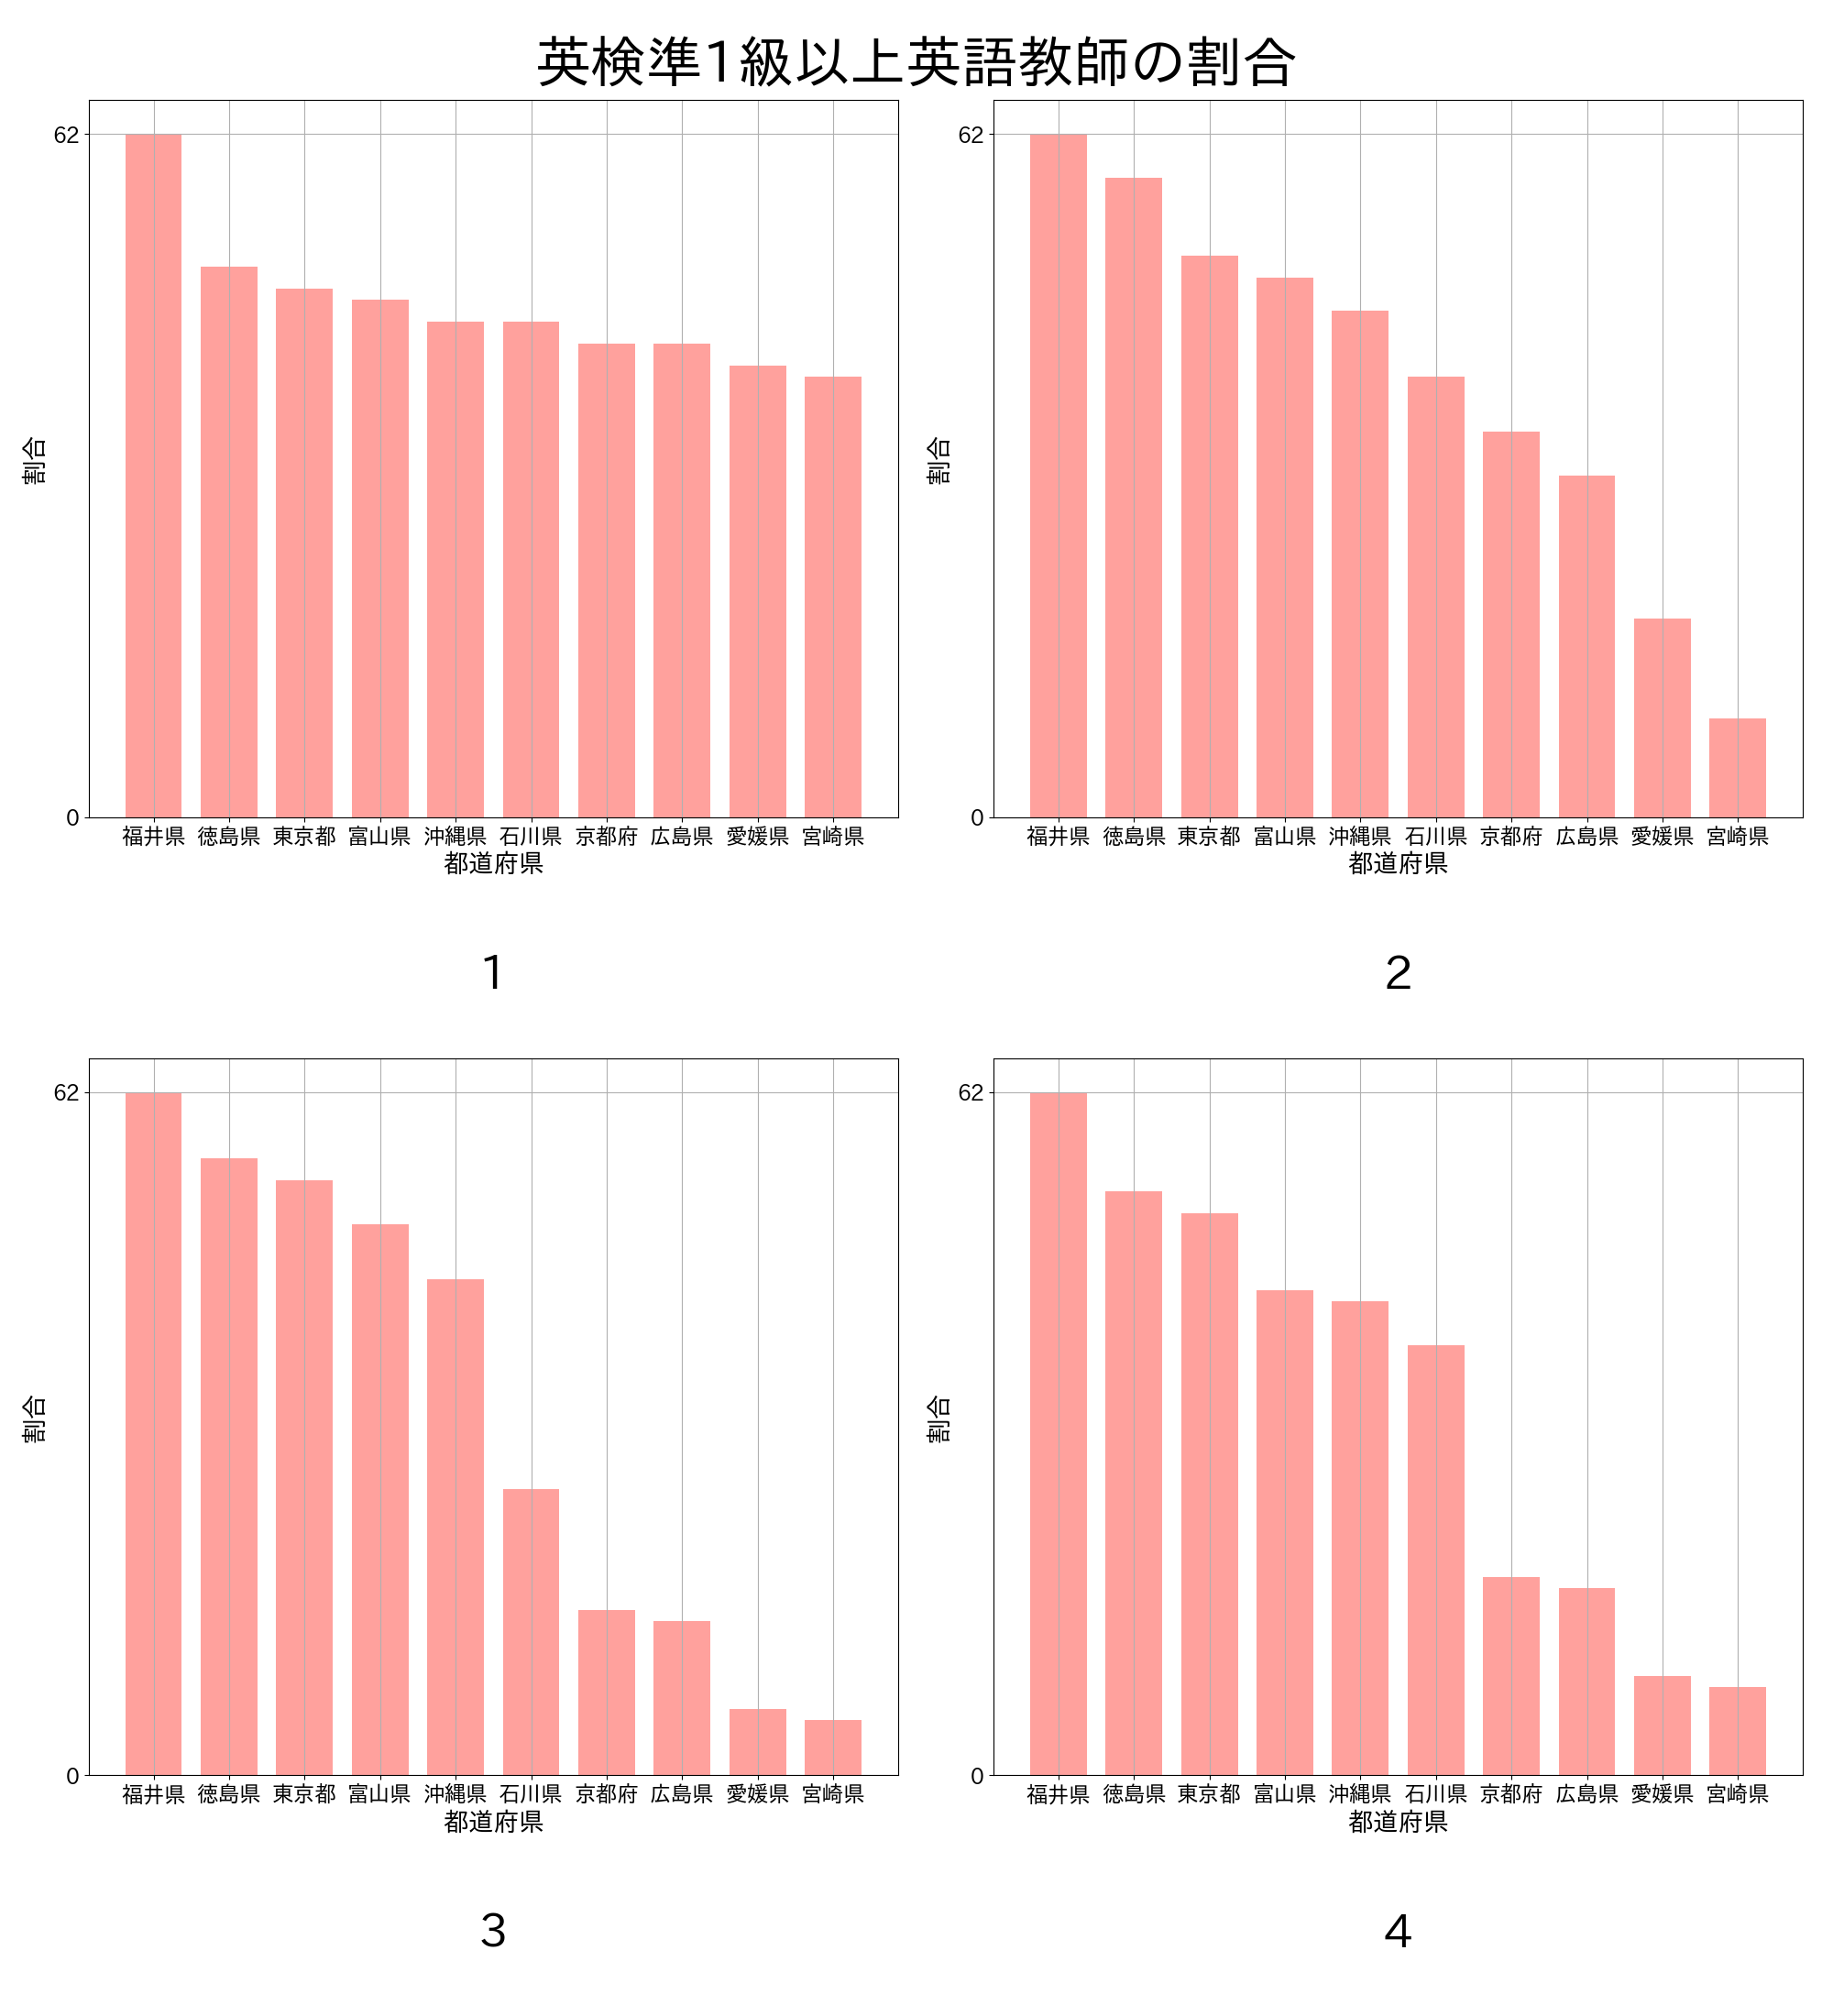 英検準1級以上英語教師の割合
62
0
割合
福井県 徳島県 東京都 富山県 沖縄県 石川県 京都府 広島県 愛媛県 宮崎県
都道府県
1
62
0
割合
福井県 徳島県 東京都 富山県 沖縄県 石川県 京都府 広島県 愛媛県 宮崎県
都道府県
2
62
0
割合
福井県 徳島県 東京都 富山県 沖縄県 石川県 京都府 広島県 愛媛県 宮崎県
都道府県
3
62
0
割合
福井県 徳島県 東京都 富山県 沖縄県 石川県 京都府 広島県 愛媛県 宮崎県
都道府県
4